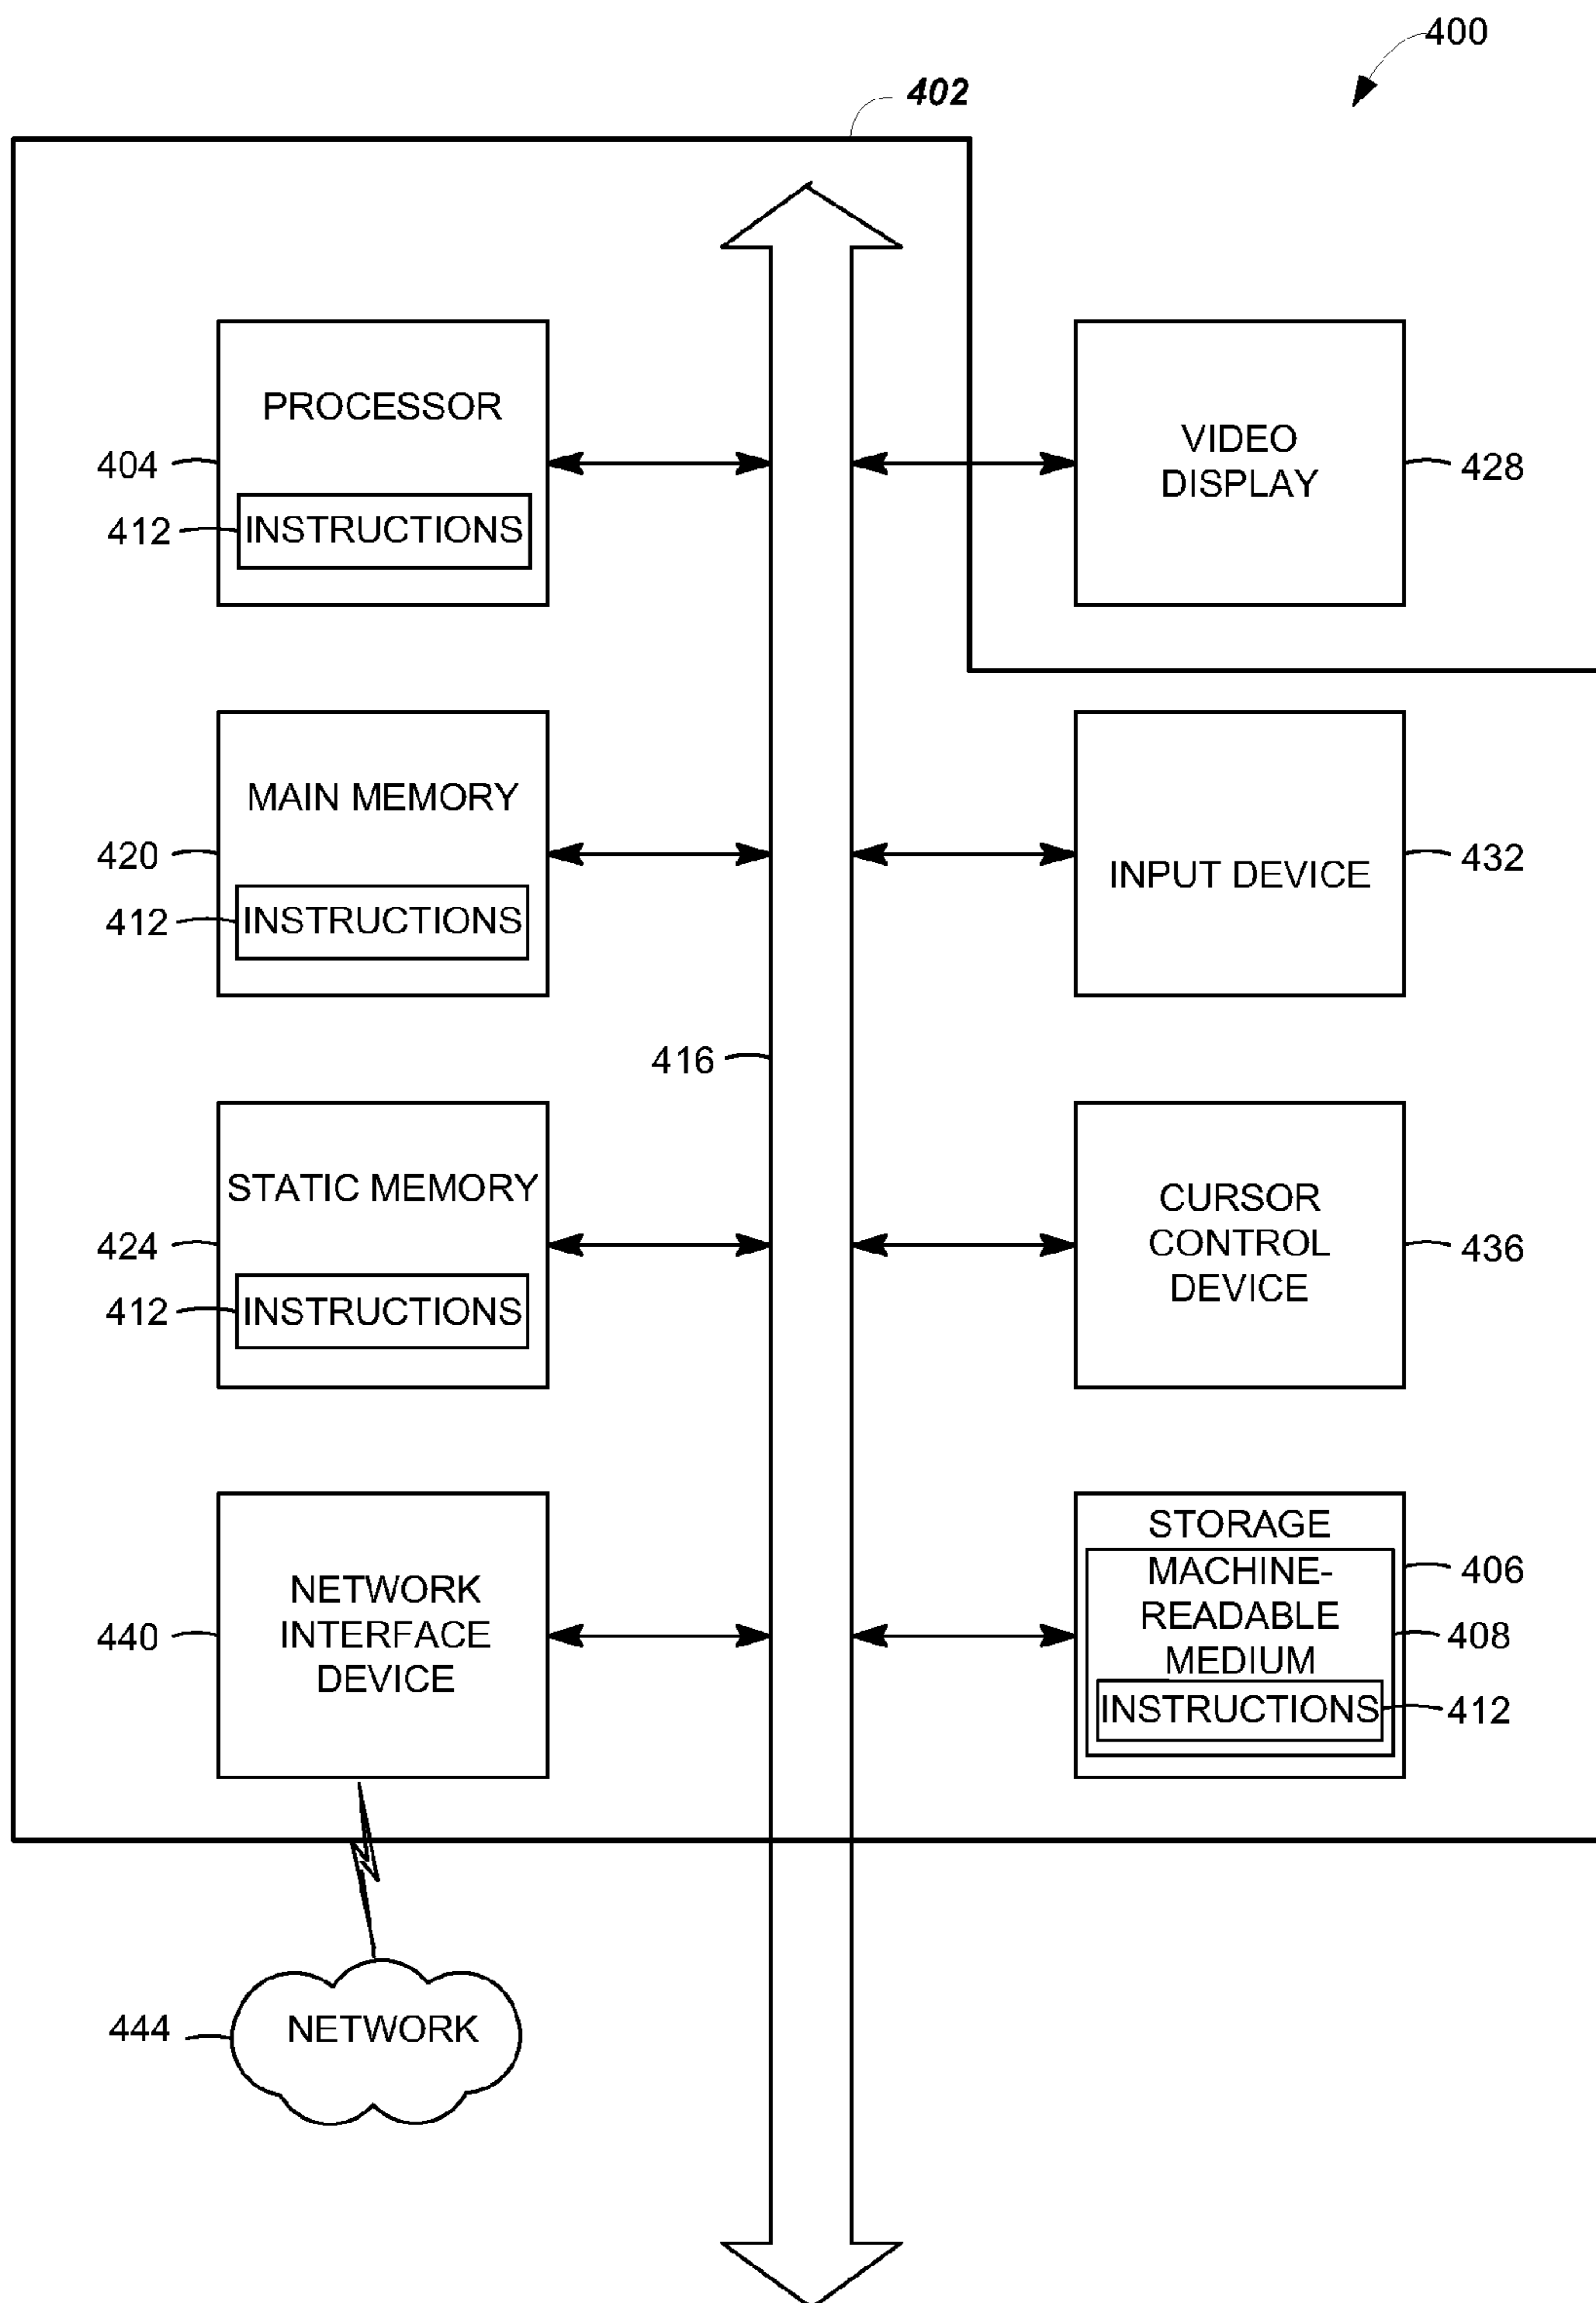 400
402
PROCESSOR
404
412
INSTRUCTIONS
VIDEO
DISPLAY
428
MAIN MEMORY
420
412
INSTRUCTIONS
INPUT DEVICE
432
416
STATIC MEMORY
424
412
INSTRUCTIONS
CURSOR
CONTROL
DEVICE
436
NETWORK
INTERFACE
DEVICE
440
STORAGE
406
MACHINE-
READABLE
MEDIUM
408
INSTRUCTIONS
412
444
NETWORK